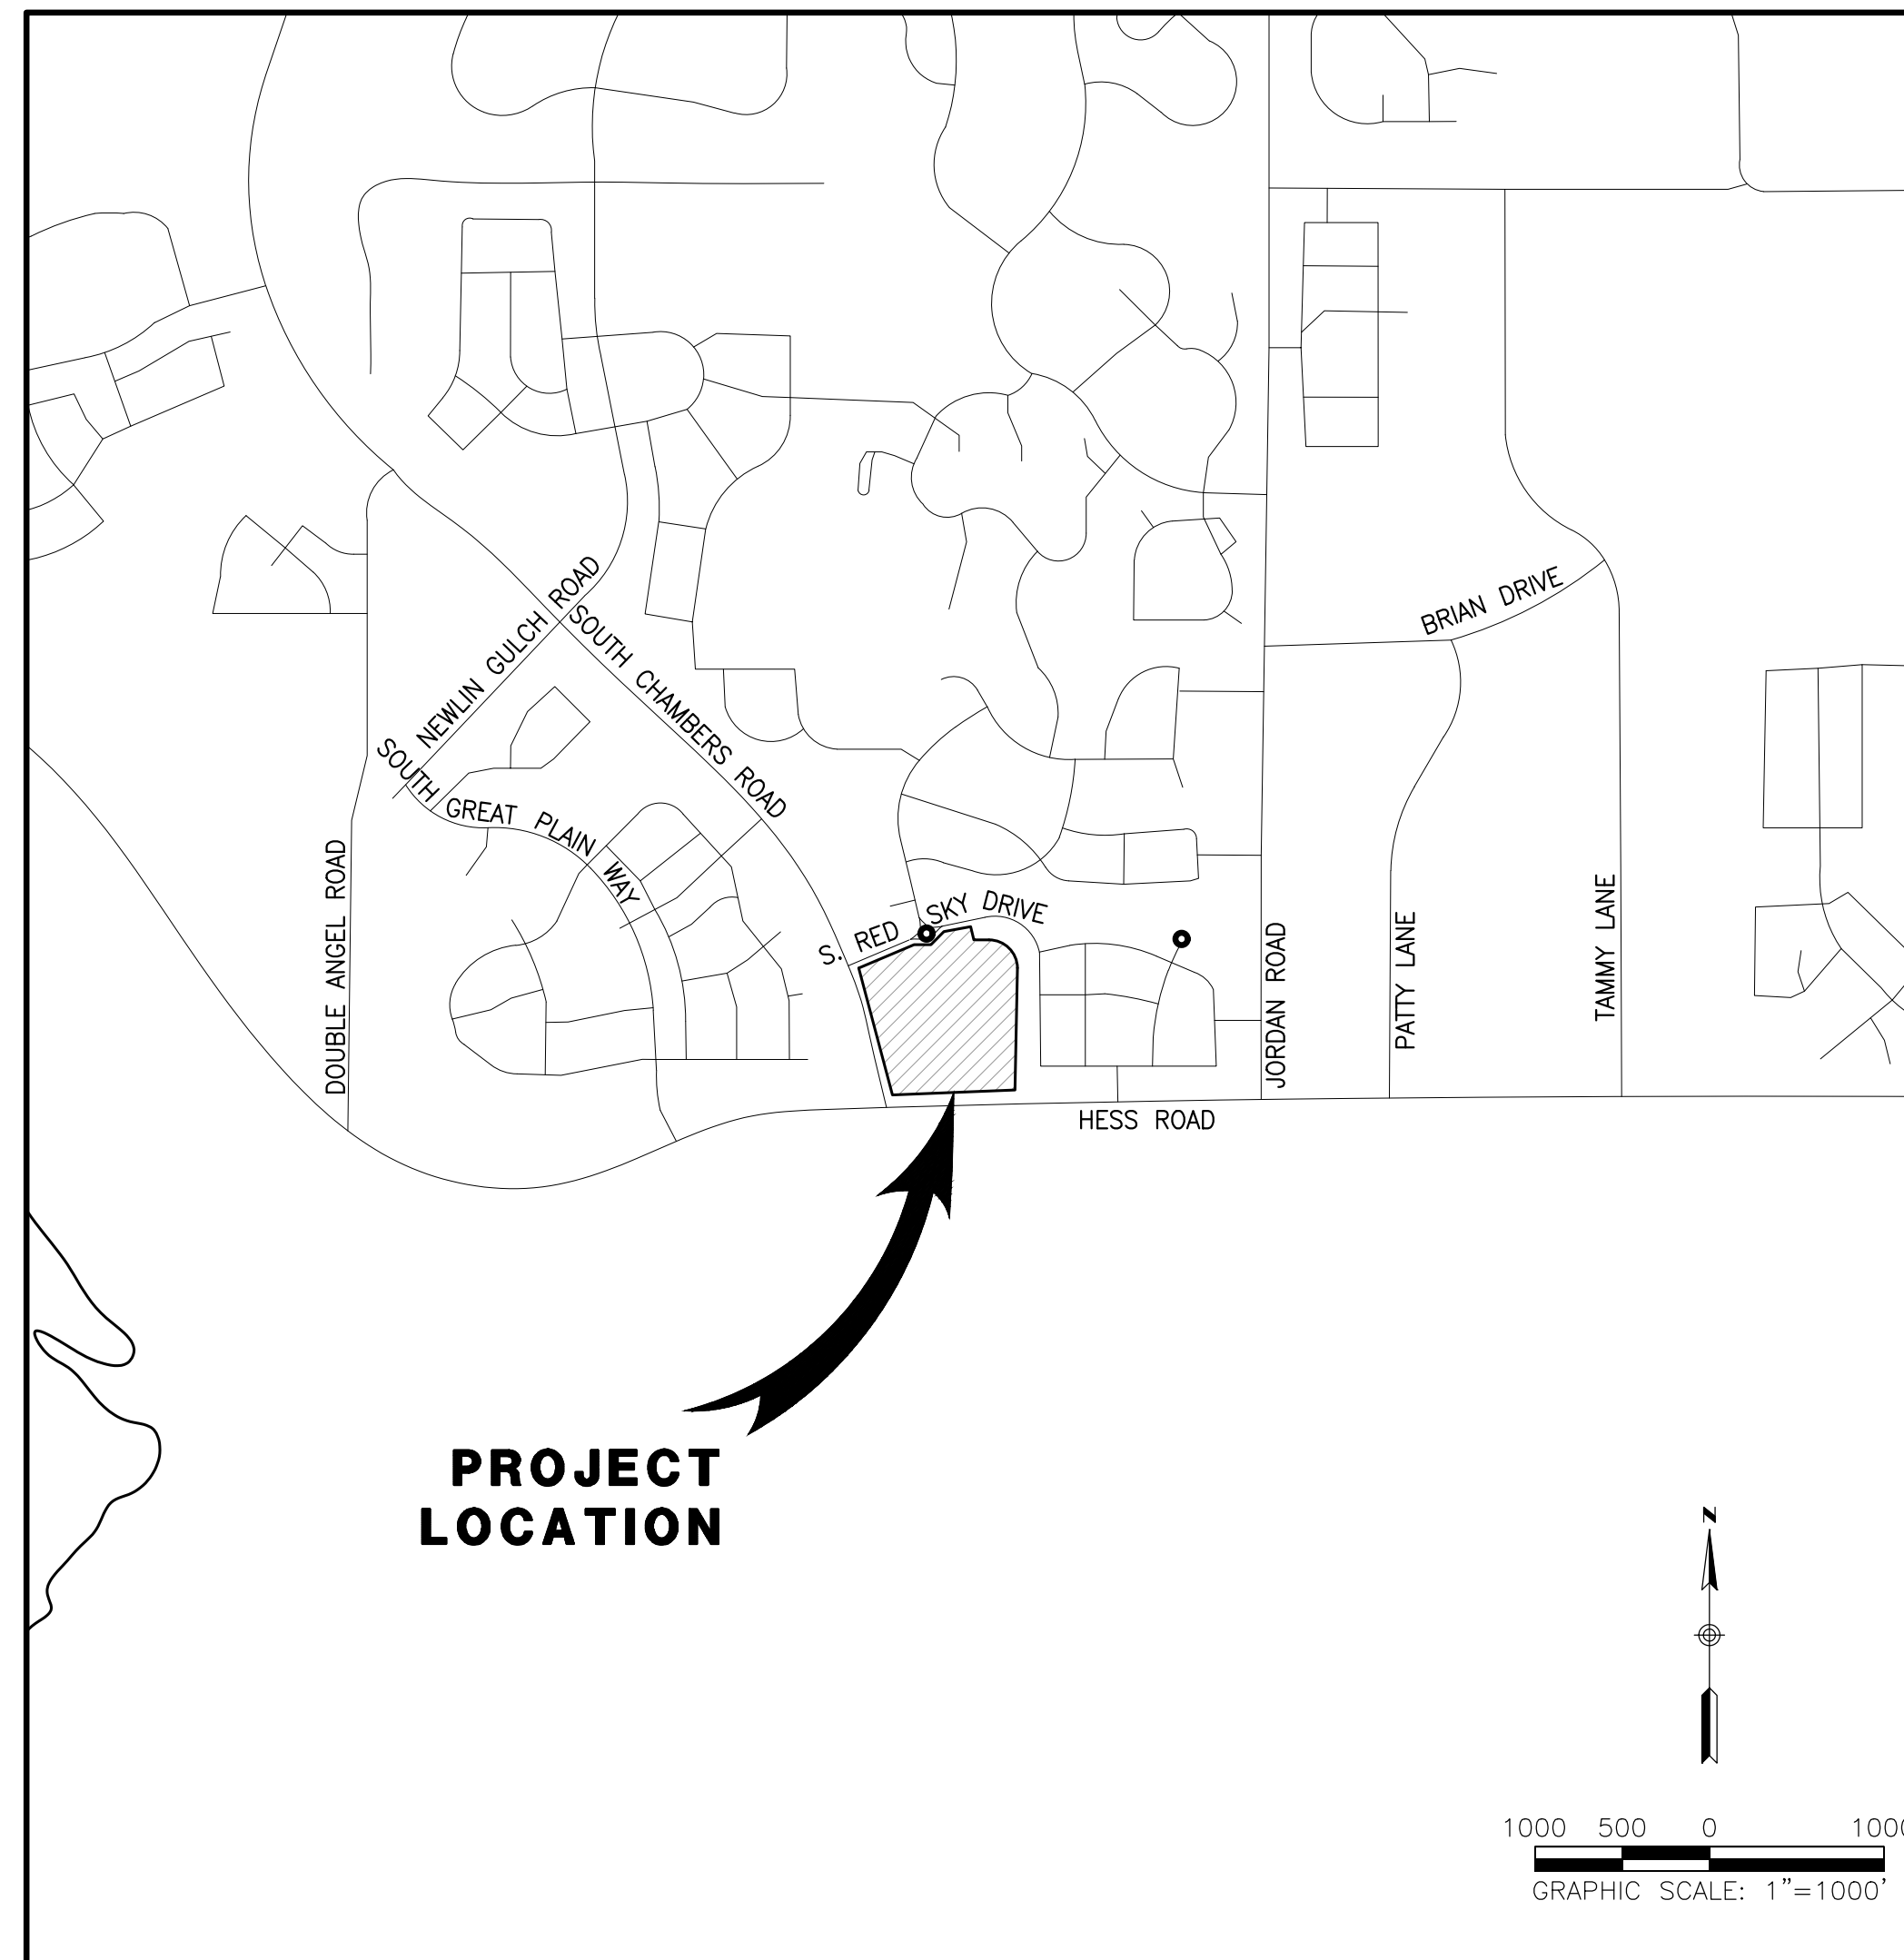 BRIAN DRIVE
NEWLIN GULCH ROAD
SOUTH CHAMBERS ROAD
SOUTH GREAT PLAIN WAY
DOUBLE ANGEL ROAD
S. RED SKY DRIVE
JORDAN ROAD
PATTY LANE
TAMMY LANE
HESS ROAD
PROJECT
LOCATION
N
1000 500 0 1000
GRAPHIC SCALE: 1"=1000'